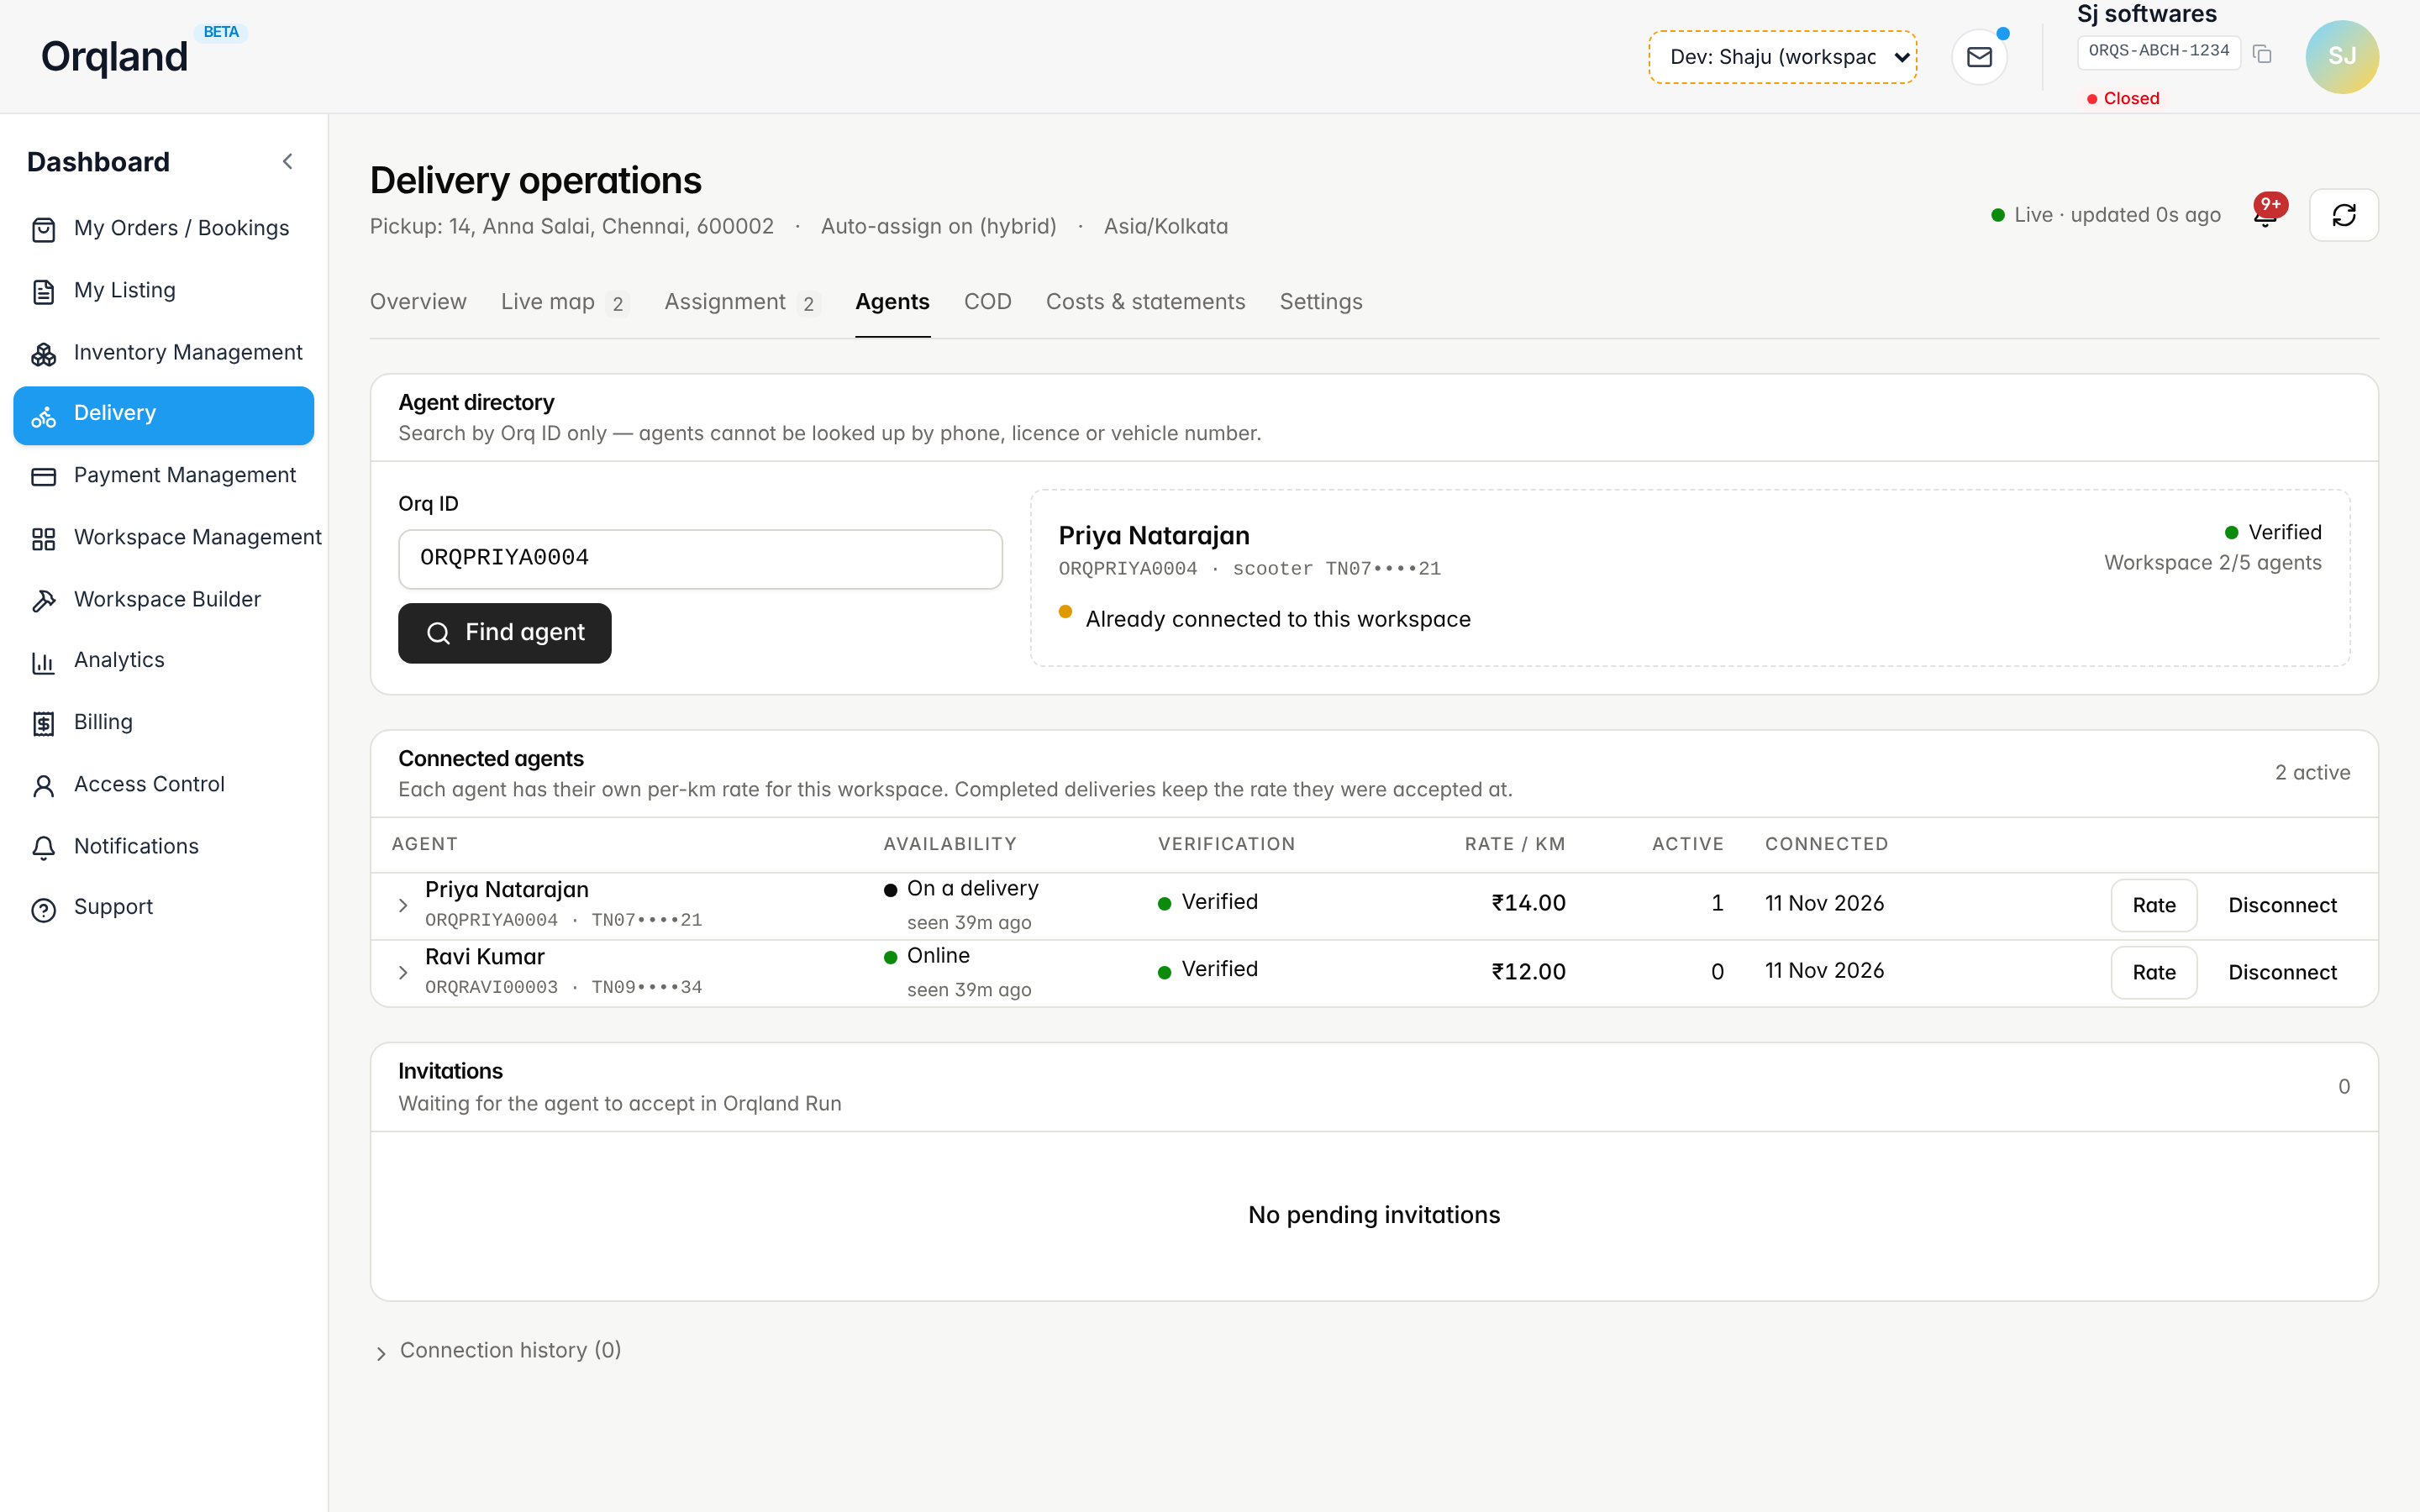 Orqland
BETA
Dev: Shaju (workspac
Sj softwares
ORQS-ABCH-1234
Closed
SJ
Dashboard
My Orders / Bookings
My Listing
Inventory Management
Delivery
Payment Management
Workspace Management
Workspace Builder
Analytics
Billing
Access Control
Notifications
Support
Delivery operations
Pickup: 14, Anna Salai, Chennai, 600002 · Auto-assign on (hybrid) · Asia/Kolkata
Live · updated 0s ago
9+
Overview Live map 2 Assignment 2 Agents COD Costs & statements Settings
Agent directory
Search by Orq ID only — agents cannot be looked up by phone, licence or vehicle number.
Orq ID
ORQPRIYA0004
Find agent
Priya Natarajan
ORQPRIYA0004 · scooter TN07••••21
Already connected to this workspace
Verified
Workspace 2/5 agents
Connected agents
Each agent has their own per-km rate for this workspace. Completed deliveries keep the rate they were accepted at.
2 active
AGENT AVAILABILITY VERIFICATION RATE / KM ACTIVE CONNECTED
Priya Natarajan On a delivery Verified ₹14.00 1 11 Nov 2026 Rate Disconnect
ORQPRIYA0004 · TN07••••21 seen 39m ago
Ravi Kumar Online Verified ₹12.00 0 11 Nov 2026 Rate Disconnect
ORQRAVI00003 · TN09••••34 seen 39m ago
Invitations
Waiting for the agent to accept in Orqland Run
0
No pending invitations
Connection history (0)